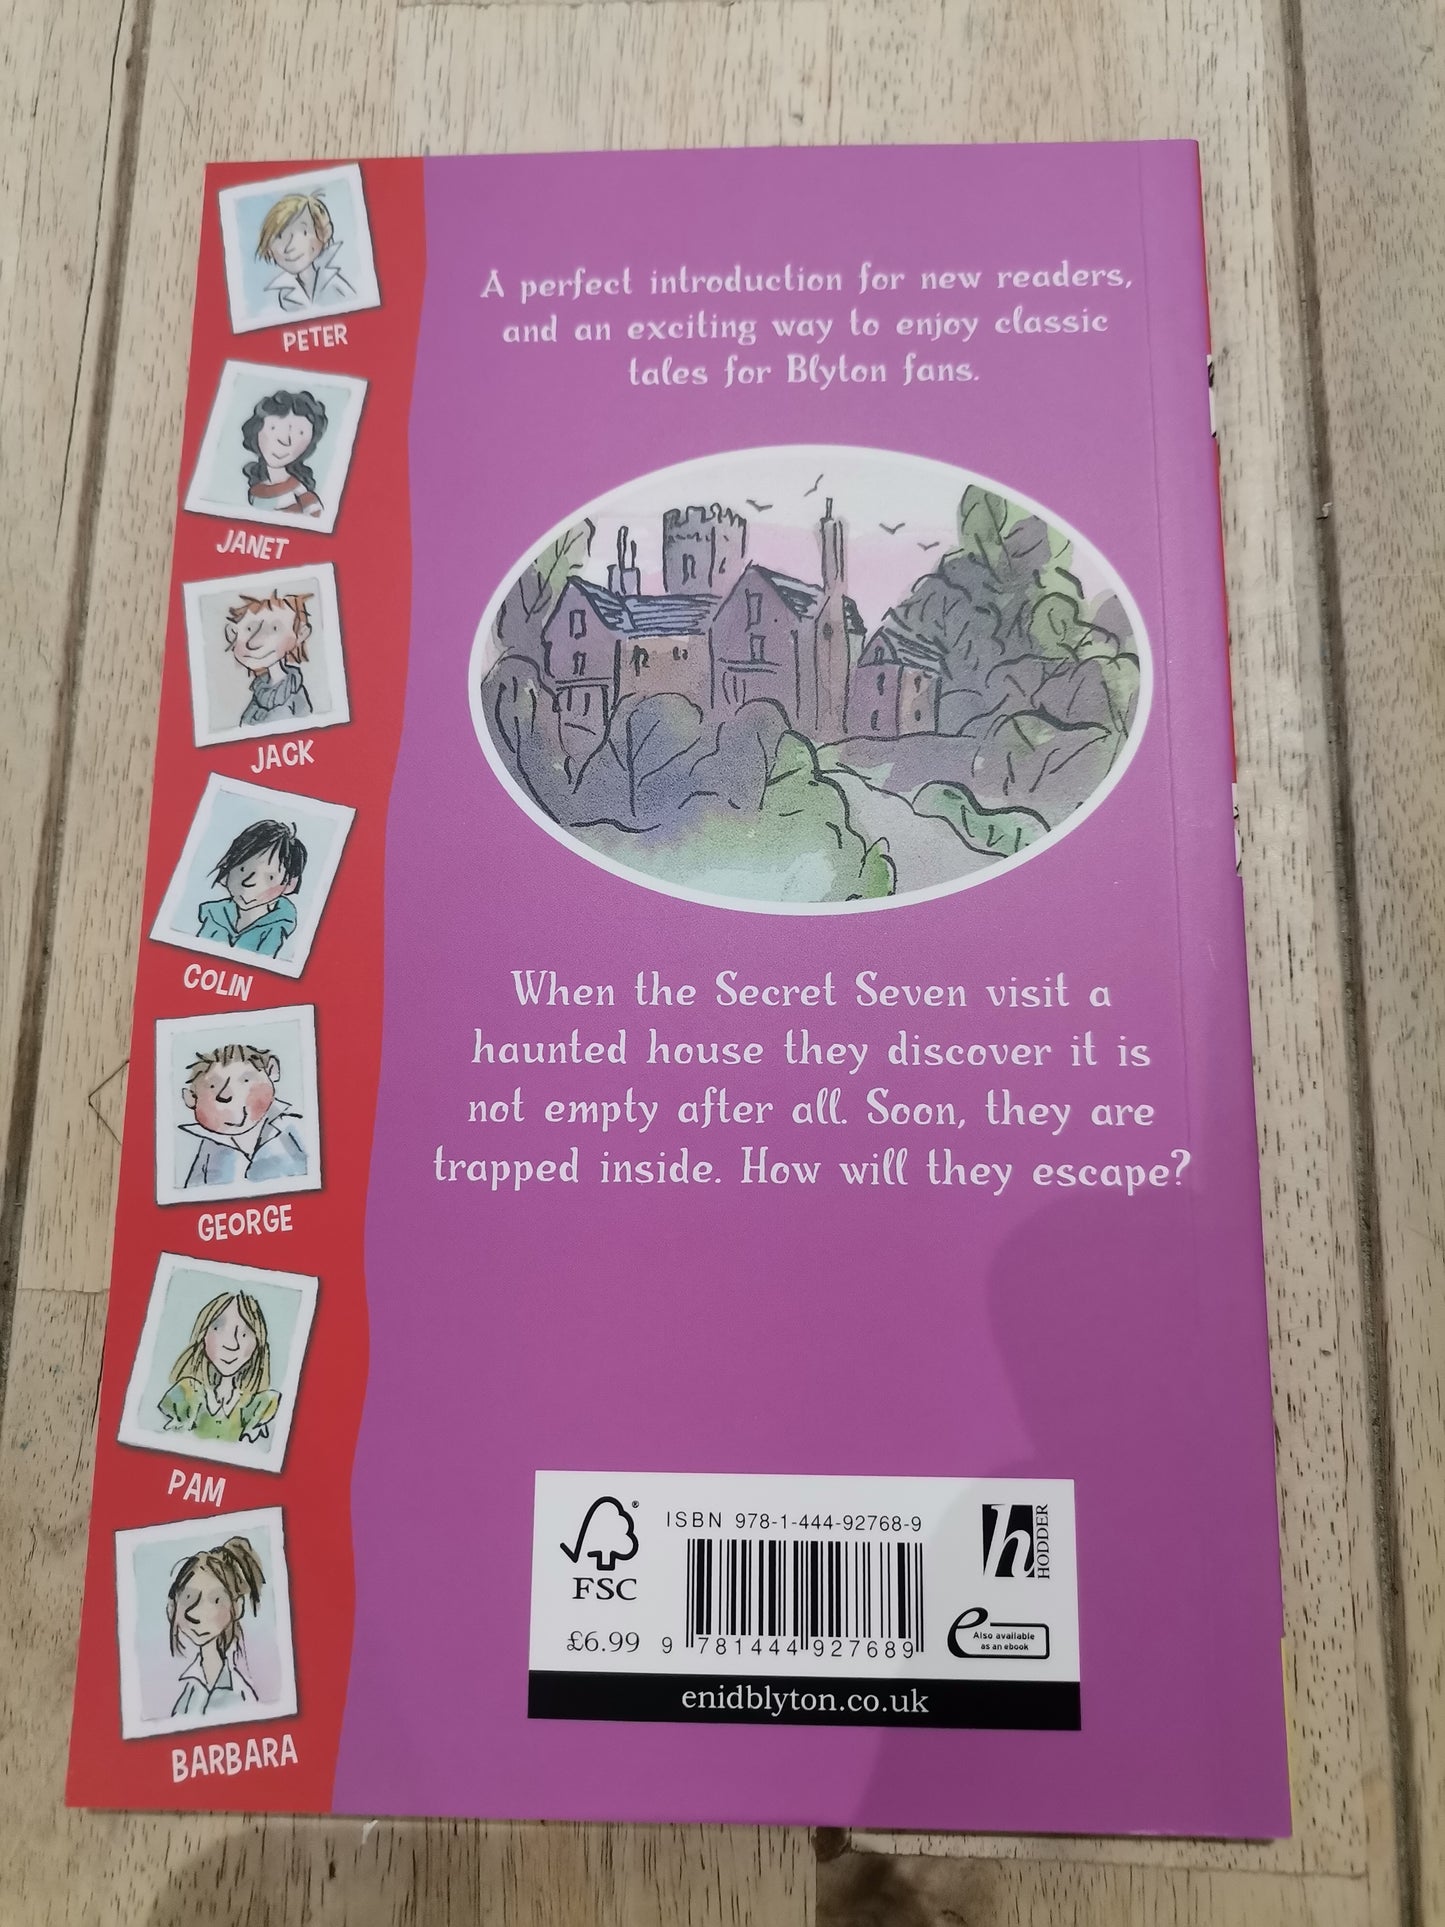 PETER
JANET
JACK
COLIN
GEORGE
PAM
BARBARA
A perfect introduction for new readers,
and an exciting way to enjoy classic
tales for Blyton fans.
When the Secret Seven visit a
haunted house they discover it is
not empty after all. Soon, they are
trapped inside. How will they escape?
®
FSC
£6.99
ISBN 978-1-444-92768-9
9 781444 927689
h
HODDER
e
Also available
as an ebook
enidblyton.co.uk